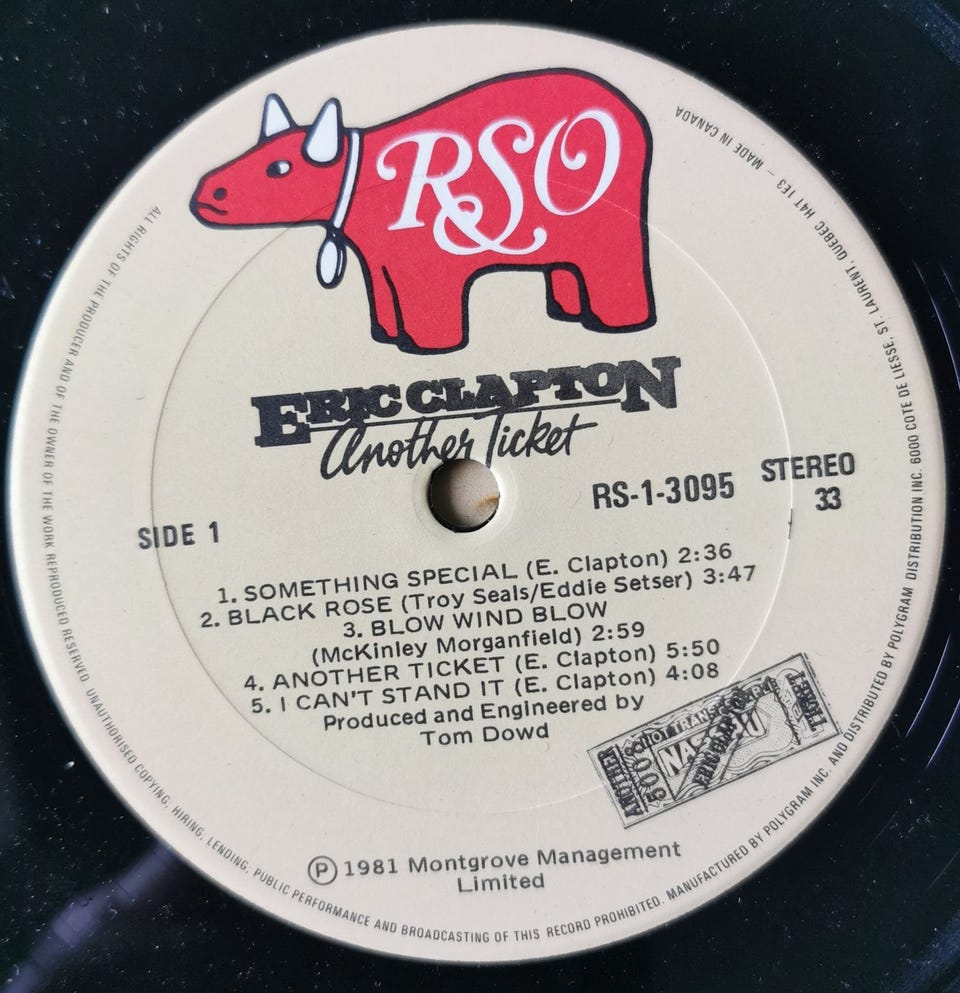 RSO
&
ERIC CLAPTON
Another Ticket
SIDE 1
RS-1-3095
STEREO
33
1. SOMETHING SPECIAL (E. Clapton) 2:36
2. BLACK ROSE (Troy Seals/Eddie Setser) 3:47
3. BLOW WIND BLOW
(McKinley Morganfield) 2:59
4. ANOTHER TICKET (E. Clapton) 5:50
5. I CAN'T STAND IT (E. Clapton) 4:08
Produced and Engineered by
Tom Dowd
ANOTHER
TICKET
ERIC CLAPTON
Ⓟ 1981 Montgrove Management
Limited
ALL RIGHTS OF THE PRODUCER AND OF THE OWNER OF THE WORK REPRODUCED RESERVED. UNAUTHORISED COPYING, HIRING, LENDING, PUBLIC PERFORMANCE AND BROADCASTING OF THIS RECORD PROHIBITED. MANUFACTURED BY POLYGRAM INC. AND DISTRIBUTED BY POLYGRAM DISTRIBUTION INC. 6000 COTE DE LIESSE, ST. LAURENT, QUEBEC H4T 1E3 – MADE IN CANADA